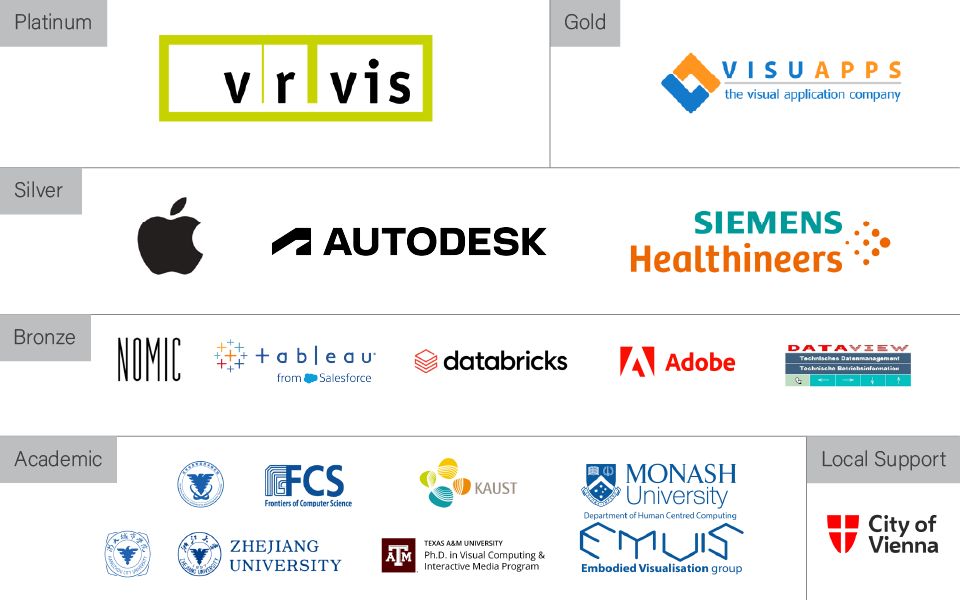 Platinum
vrvis
Gold
VISUAPPS
the visual application company
Silver
AUTODESK
SIEMENS
Healthineers
Bronze
NOMIC
+ableau
from Salesforce
databricks
Adobe
DATAVIEW
Technisches Datenmanagement
Technische Betriebsinformation
Academic
FCS
Frontiers of Computer Science
KAUST
MONASH
University
Department of Human Centred Computing
EMVIS
Embodied Visualisation group
ZHEJIANG
UNIVERSITY
TEXAS A&M UNIVERSITY
Ph.D. in Visual Computing &
Interactive Media Program
ATM
Local Support
City of
Vienna